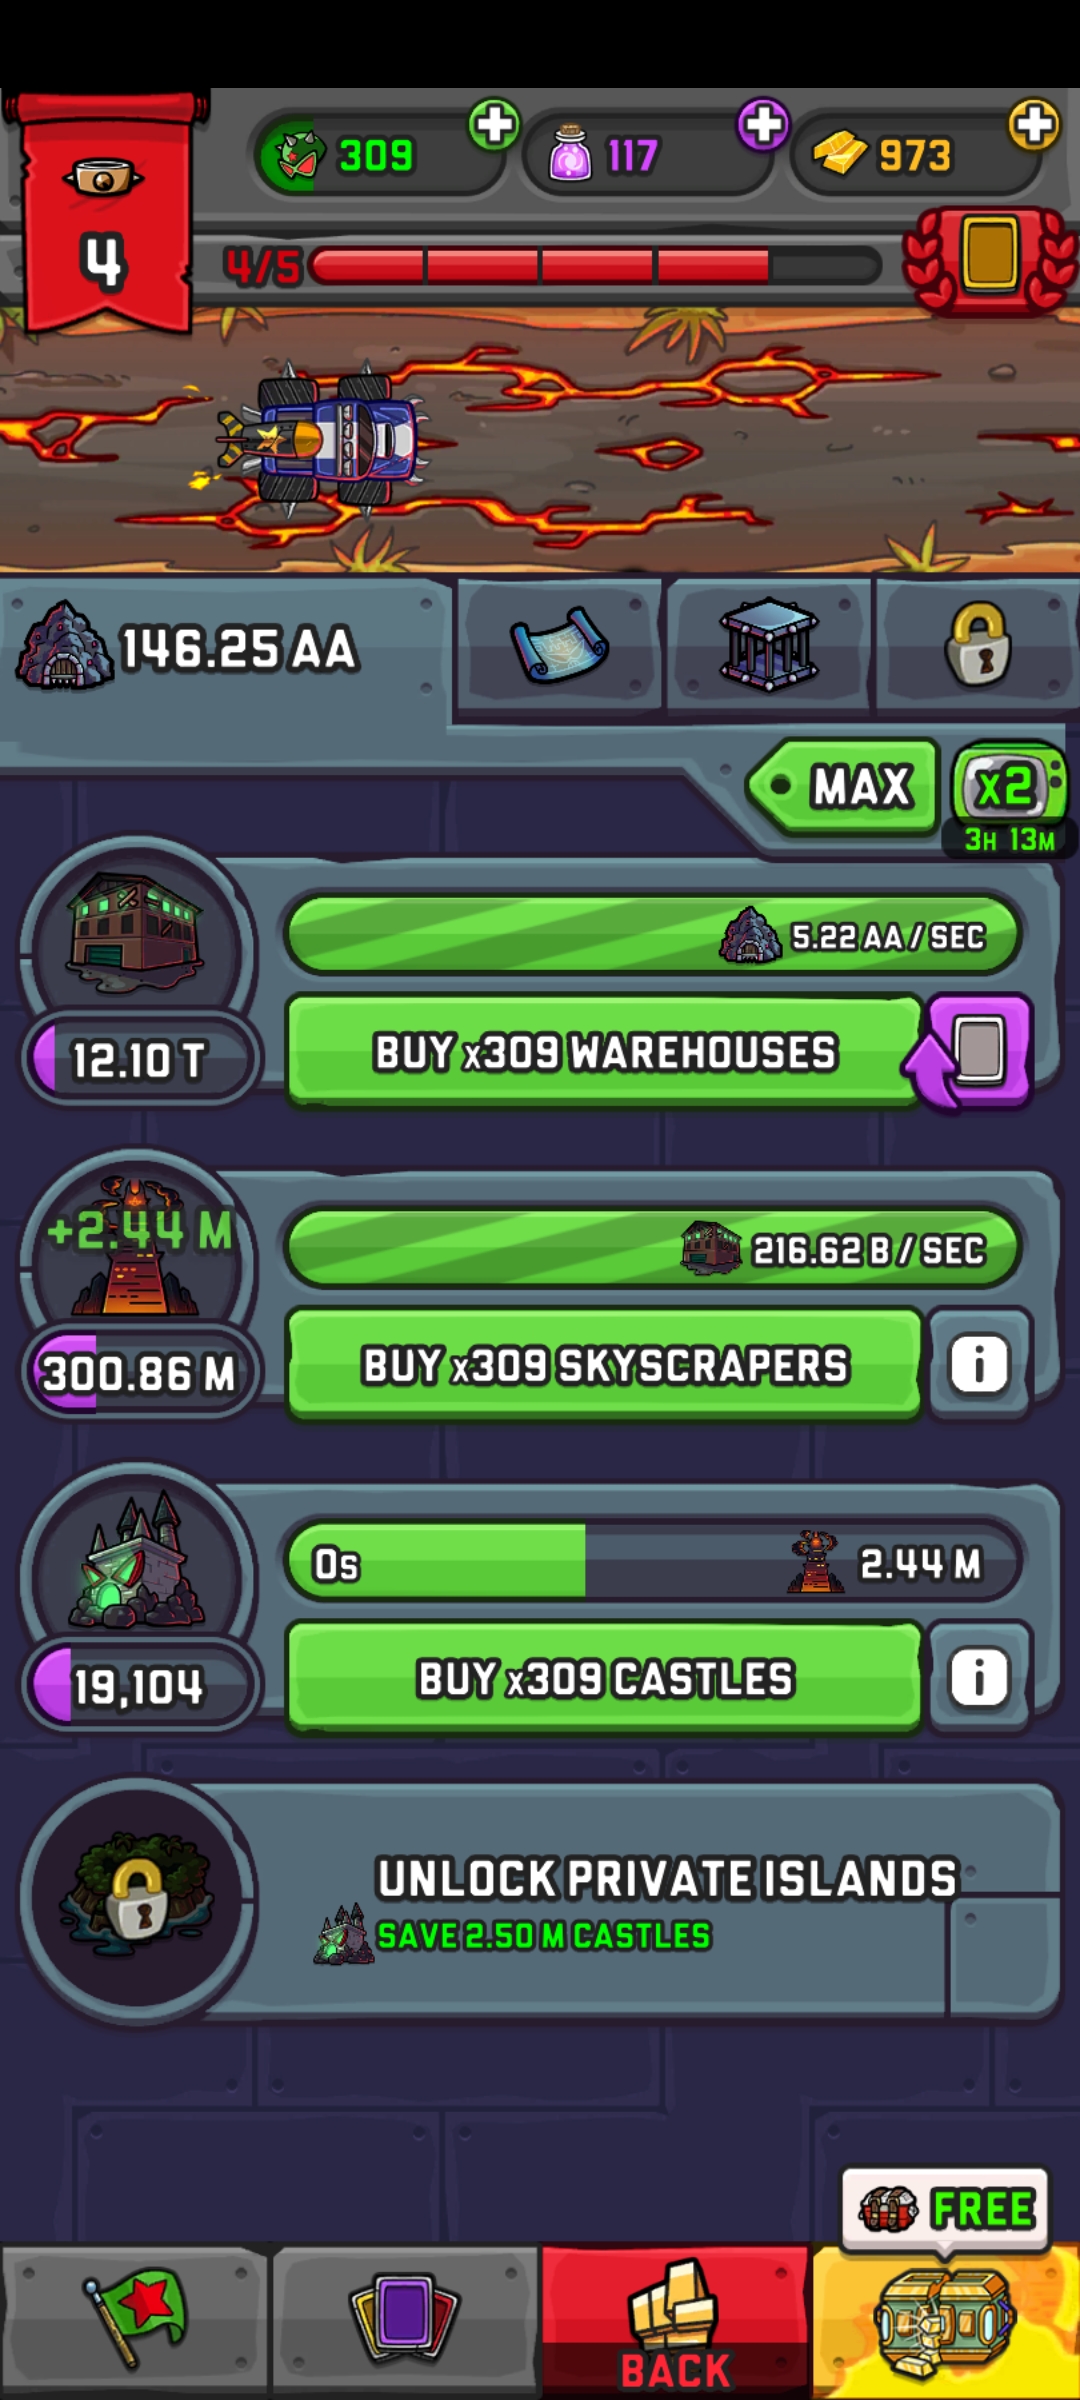 309
117
973
4
4/5
146.25 AA
MAX
x2
3H 13M
5.22 AA / SEC
12.10 T
BUY x309 WAREHOUSES
+2.44 M
216.62 B / SEC
300.86 M
BUY x309 SKYSCRAPERS
i
0s
2.44 M
19,104
BUY x309 CASTLES
i
UNLOCK PRIVATE ISLANDS
SAVE 2.50 M CASTLES
FREE
BACK